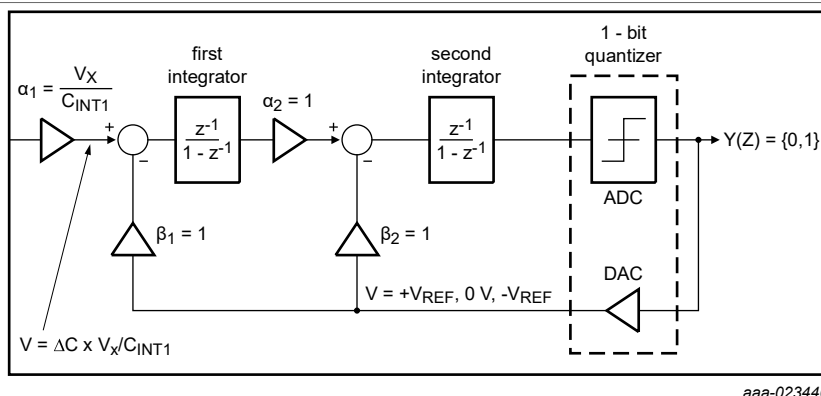 α1 = VX
CINT1
first
integrator
z-1
1 - z-1
α2 = 1
second
integrator
z-1
1 - z-1
1 - bit
quantizer
+
−
+
−
Y(Z) = {0,1}
ADC
β1 = 1
β2 = 1
DAC
V = +VREF, 0 V, -VREF
V = ΔC x Vx/CINT1